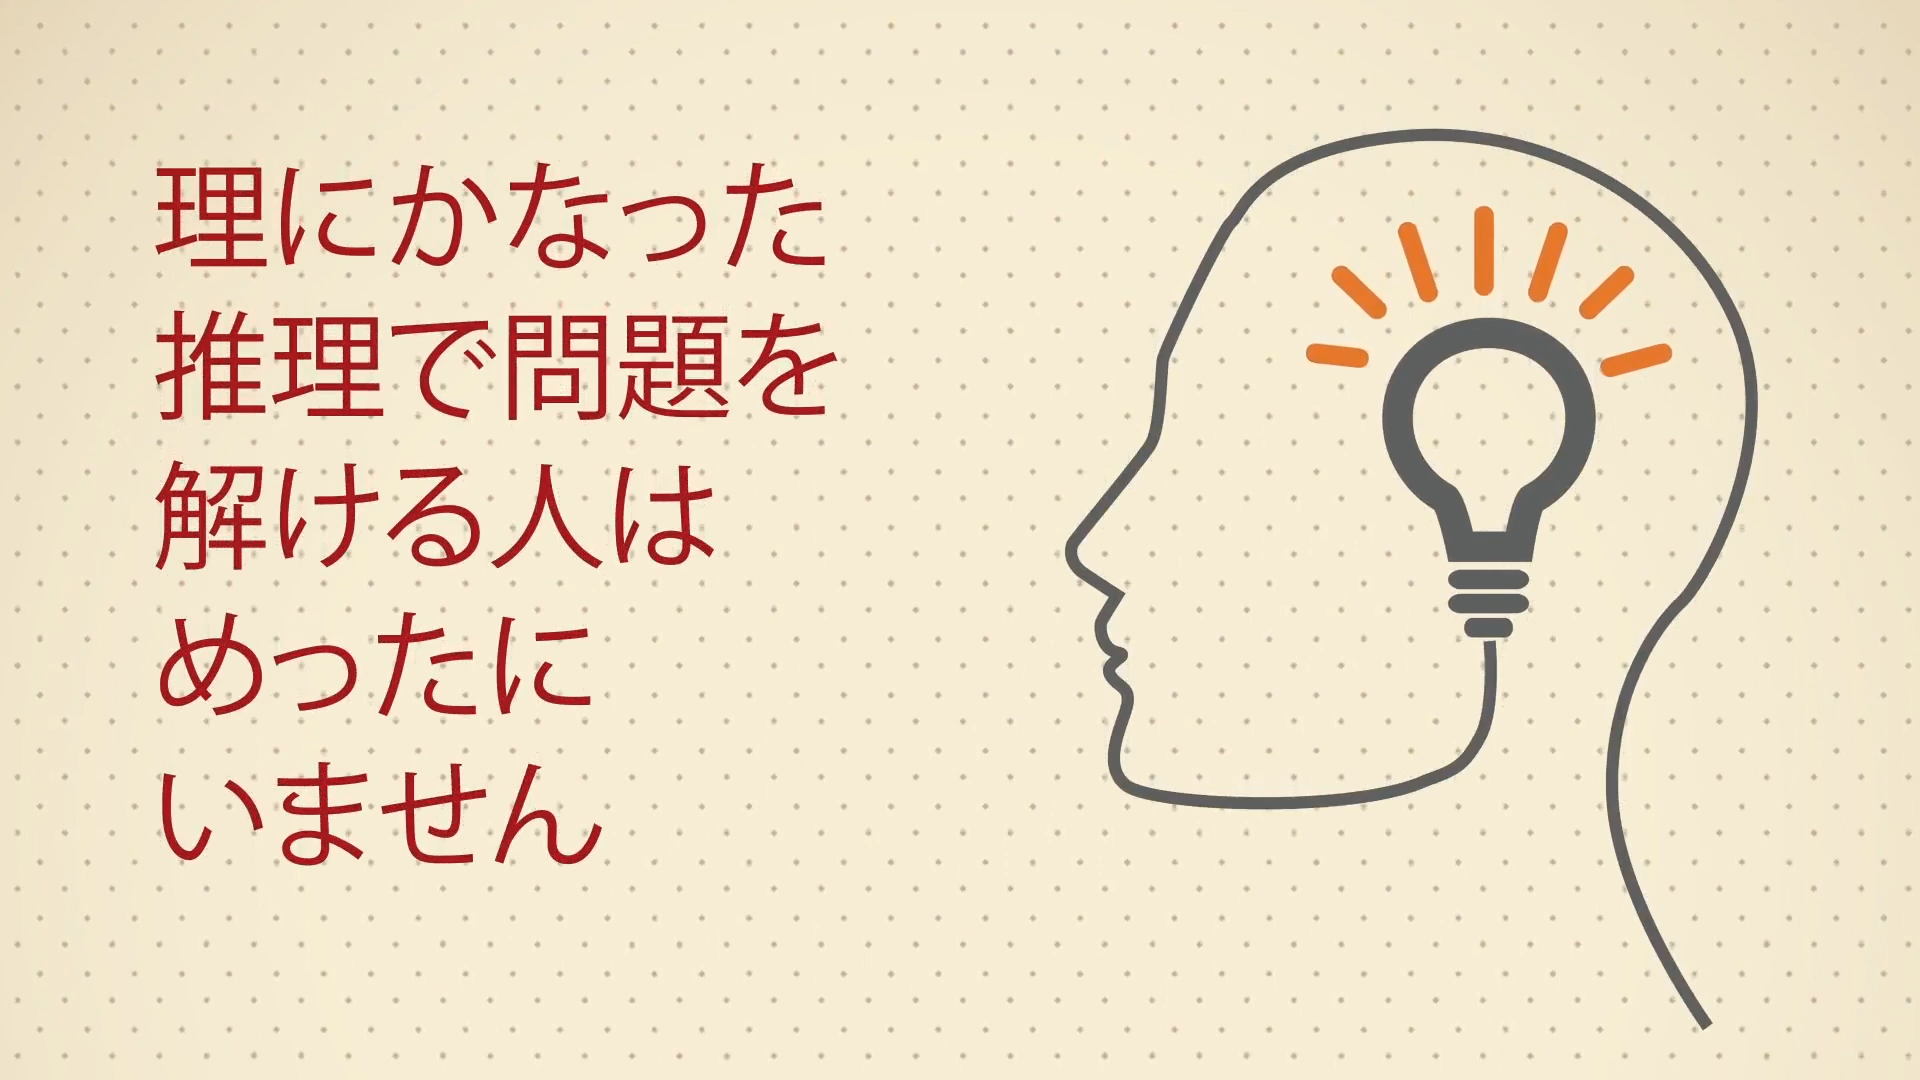 理にかなった
推理で問題を
解ける人は
めったに
いません